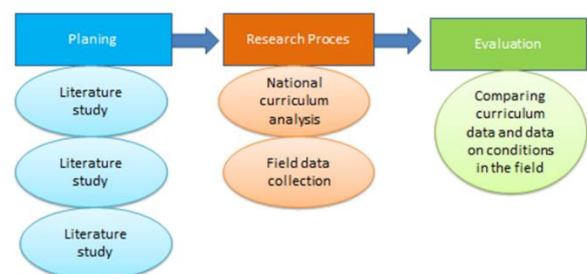 Planing
Research Proces
Evaluation
Literature
study
Literature
study
Literature
study
National
curriculum
analysis
Field data
collection
Comparing
curriculum
data and data
on conditions
in the field